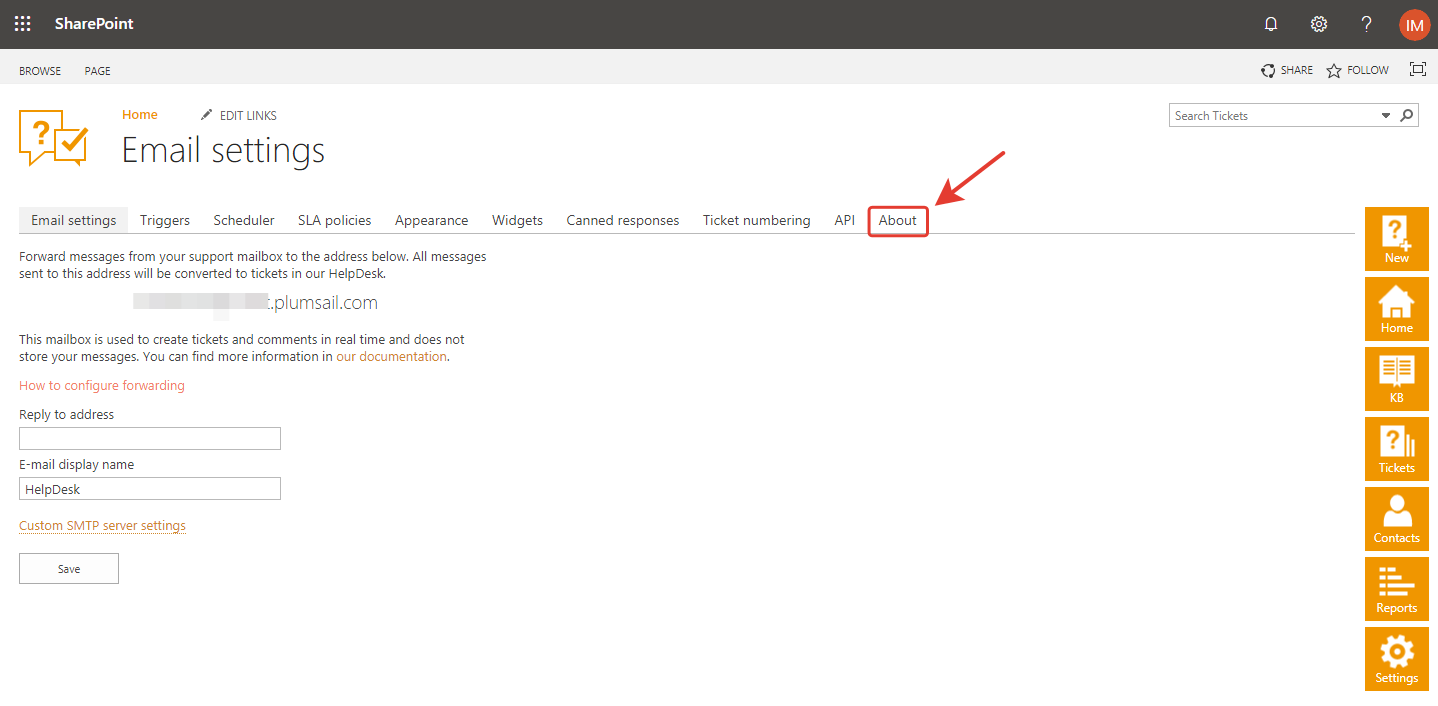 SharePoint
IM
BROWSE PAGE
SHARE FOLLOW
Home EDIT LINKS
Search Tickets
Email settings
Email settings Triggers Scheduler SLA policies Appearance Widgets Canned responses Ticket numbering API About
Forward messages from your support mailbox to the address below. All messages
sent to this address will be converted to tickets in our HelpDesk.
.plumsail.com
This mailbox is used to create tickets and comments in real time and does not
store your messages. You can find more information in our documentation.
How to configure forwarding
Reply to address
E-mail display name
HelpDesk
Custom SMTP server settings
Save
New
Home
KB
Tickets
Contacts
Reports
Settings